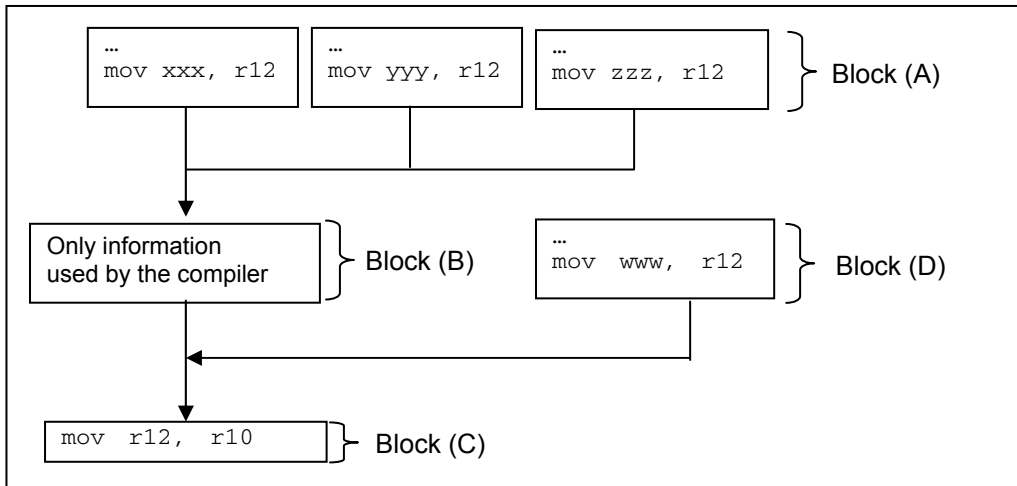 …
mov xxx, r12
…
mov yyy, r12
…
mov zzz, r12
Block (A)
Only information
used by the compiler
Block (B)
…
mov www, r12
Block (D)
mov r12, r10
Block (C)